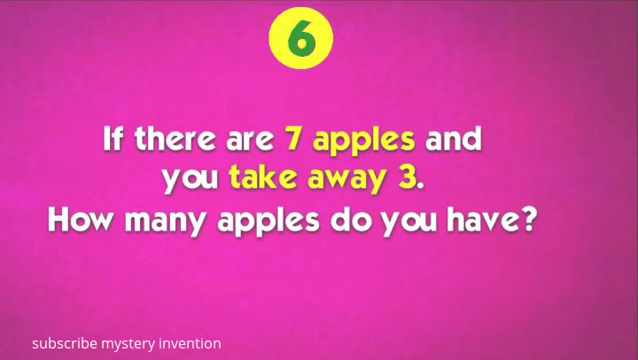 6
If there are 7 apples and
you take away 3.
How many apples do you have?
subscribe mystery invention